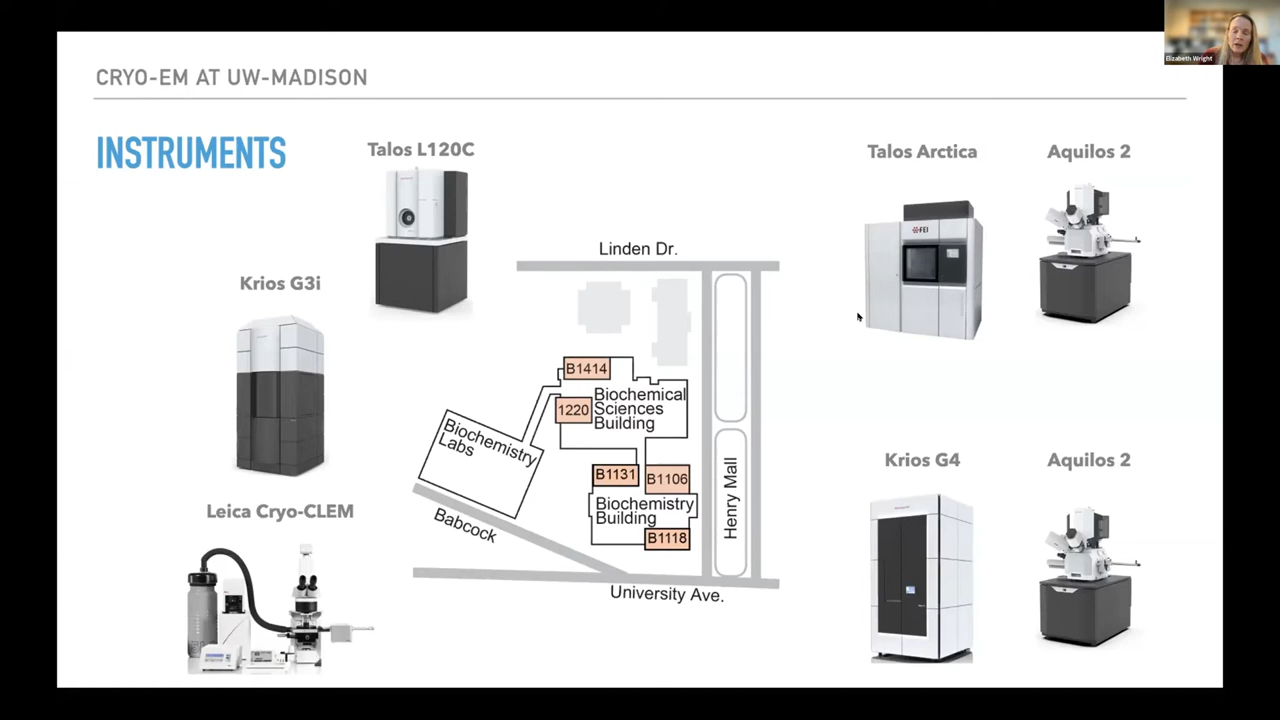 CRYO-EM AT UW-MADISON
Elizabeth Wright
INSTRUMENTS
Talos L120C
Talos Arctica
Aquilos 2
FEI
Linden Dr.
Krios G3i
B1414
1220
Biochemical
Sciences
Building
Biochemistry
Labs
B1131
B1106
Biochemistry
Building
B1118
Henry Mall
Babcock
University Ave.
Krios G4
Aquilos 2
Leica Cryo-CLEM